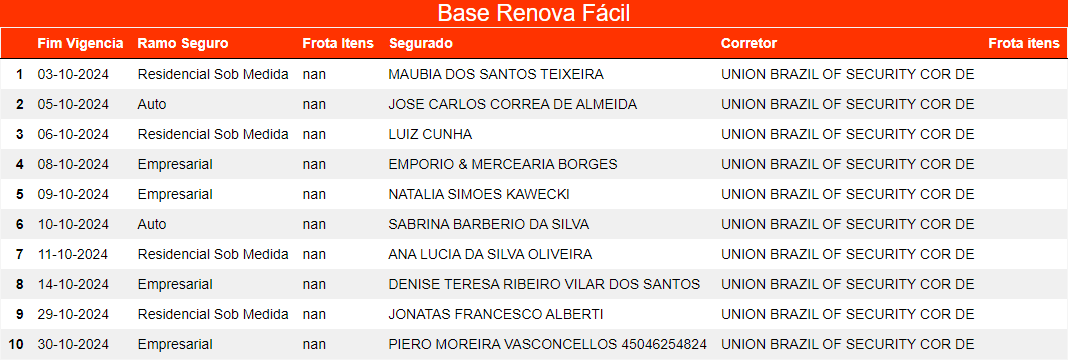 Base Renova Fácil
Fim Vigencia Ramo Seguro Frota Itens Segurado Corretor Frota itens
1 03-10-2024 Residencial Sob Medida nan MAUBIA DOS SANTOS TEIXEIRA UNION BRAZIL OF SECURITY COR DE
2 05-10-2024 Auto nan JOSE CARLOS CORREA DE ALMEIDA UNION BRAZIL OF SECURITY COR DE
3 06-10-2024 Residencial Sob Medida nan LUIZ CUNHA UNION BRAZIL OF SECURITY COR DE
4 08-10-2024 Empresarial nan EMPORIO & MERCEARIA BORGES UNION BRAZIL OF SECURITY COR DE
5 09-10-2024 Empresarial nan NATALIA SIMOES KAWECKI UNION BRAZIL OF SECURITY COR DE
6 10-10-2024 Auto nan SABRINA BARBERIO DA SILVA UNION BRAZIL OF SECURITY COR DE
7 11-10-2024 Residencial Sob Medida nan ANA LUCIA DA SILVA OLIVEIRA UNION BRAZIL OF SECURITY COR DE
8 14-10-2024 Empresarial nan DENISE TERESA RIBEIRO VILAR DOS SANTOS UNION BRAZIL OF SECURITY COR DE
9 29-10-2024 Residencial Sob Medida nan JONATAS FRANCESCO ALBERTI UNION BRAZIL OF SECURITY COR DE
10 30-10-2024 Empresarial nan PIERO MOREIRA VASCONCELLOS 45046254824 UNION BRAZIL OF SECURITY COR DE